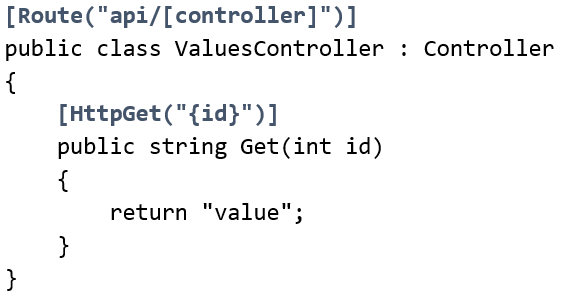 [Route("api/[controller]")]
public class ValuesController : Controller
{
    [HttpGet("{id}")]
    public string Get(int id)
    {
        return "value";
    }
}